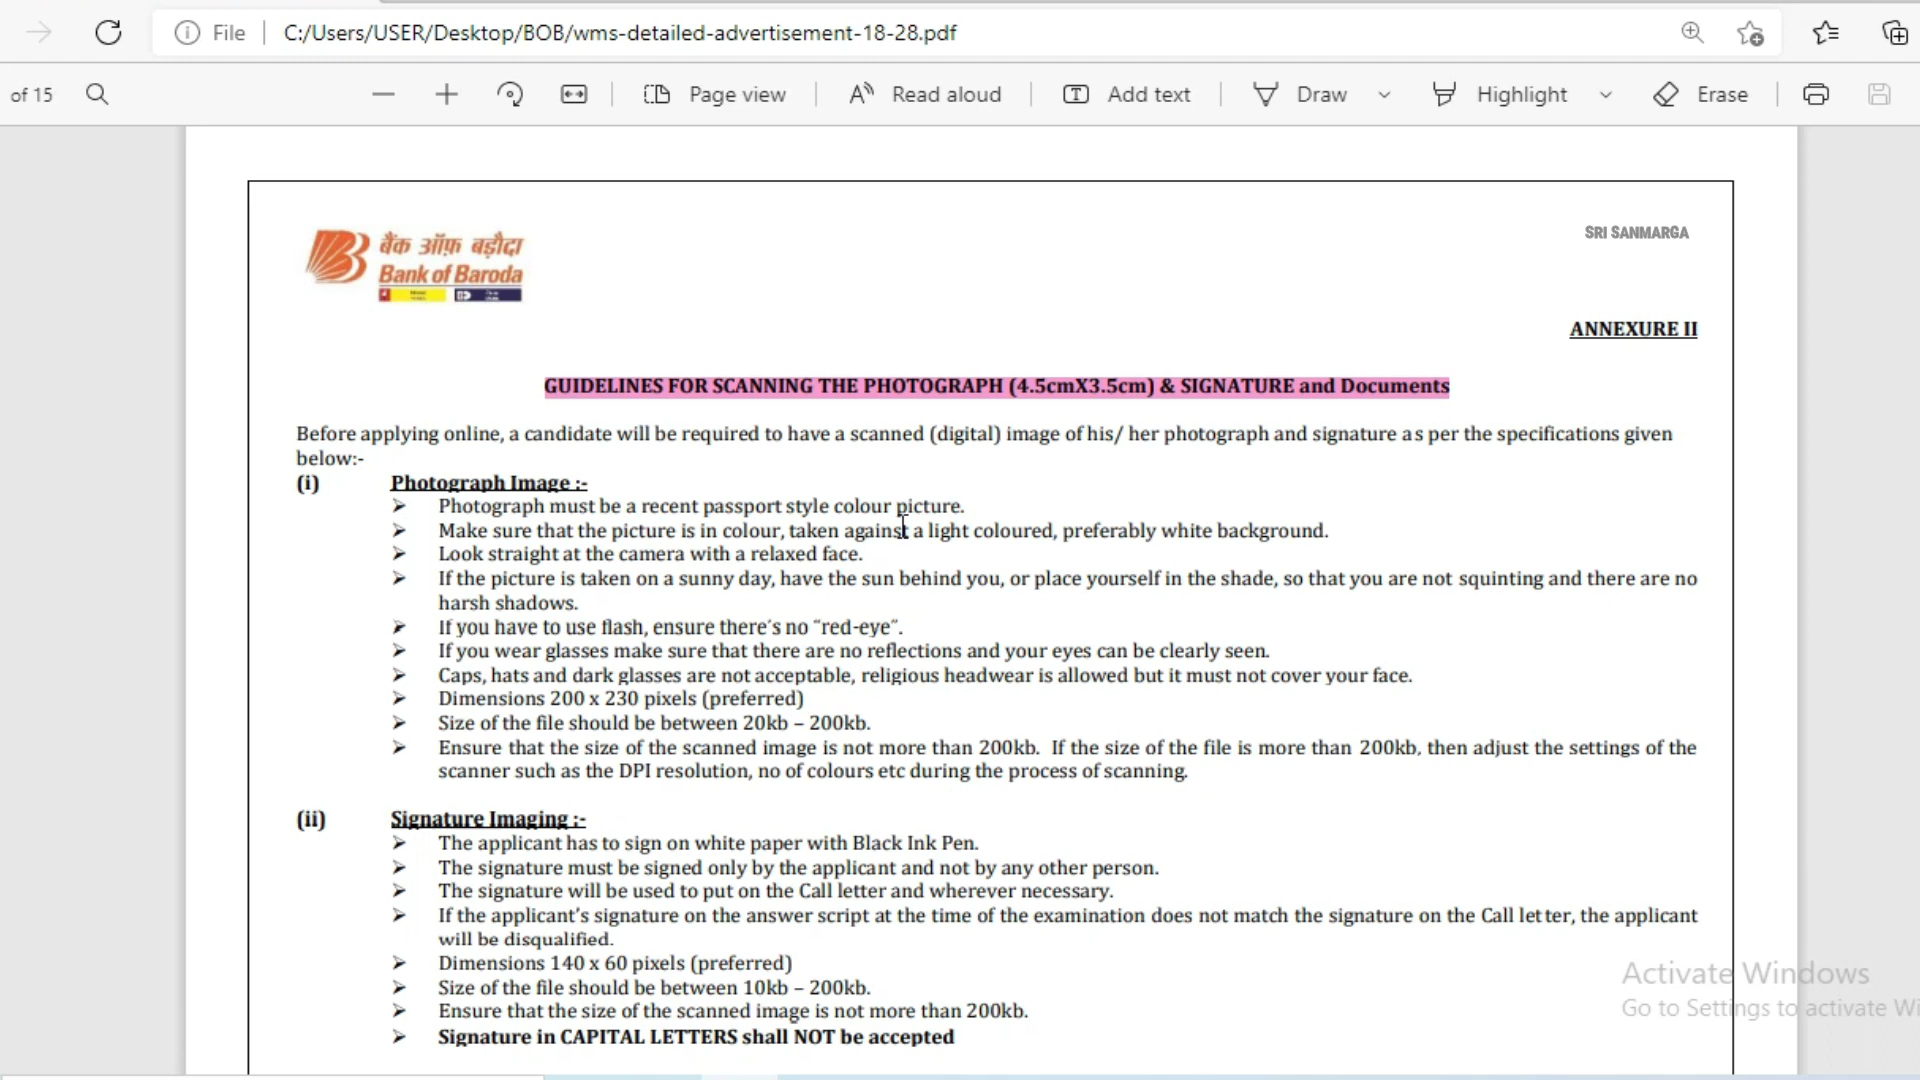 File
C:/Users/USER/Desktop/BOB/wms-detailed-advertisement-18-28.pdf
of 15
Page view
Read aloud
Add text
Draw
Highlight
Erase
बैंक ऑफ़ बड़ौदा
Bank of Baroda
SRI SANMARGA
ANNEXURE II
GUIDELINES FOR SCANNING THE PHOTOGRAPH (4.5cmX3.5cm) & SIGNATURE and Documents
Before applying online, a candidate will be required to have a scanned (digital) image of his/ her photograph and signature as per the specifications given
below:-
(i) Photograph Image :-
➢ Photograph must be a recent passport style colour picture.
➢ Make sure that the picture is in colour, taken against a light coloured, preferably white background.
➢ Look straight at the camera with a relaxed face.
➢ If the picture is taken on a sunny day, have the sun behind you, or place yourself in the shade, so that you are not squinting and there are no
harsh shadows.
➢ If you have to use flash, ensure there's no "red-eye".
➢ If you wear glasses make sure that there are no reflections and your eyes can be clearly seen.
➢ Caps, hats and dark glasses are not acceptable, religious headwear is allowed but it must not cover your face.
➢ Dimensions 200 x 230 pixels (preferred)
➢ Size of the file should be between 20kb – 200kb.
➢ Ensure that the size of the scanned image is not more than 200kb. If the size of the file is more than 200kb, then adjust the settings of the
scanner such as the DPI resolution, no of colours etc during the process of scanning.
(ii) Signature Imaging :-
➢ The applicant has to sign on white paper with Black Ink Pen.
➢ The signature must be signed only by the applicant and not by any other person.
➢ The signature will be used to put on the Call letter and wherever necessary.
➢ If the applicant's signature on the answer script at the time of the examination does not match the signature on the Call letter, the applicant
will be disqualified.
➢ Dimensions 140 x 60 pixels (preferred)
➢ Size of the file should be between 10kb – 200kb.
➢ Ensure that the size of the scanned image is not more than 200kb.
➢ Signature in CAPITAL LETTERS shall NOT be accepted
Activate Windows
Go to Settings to activate Wi